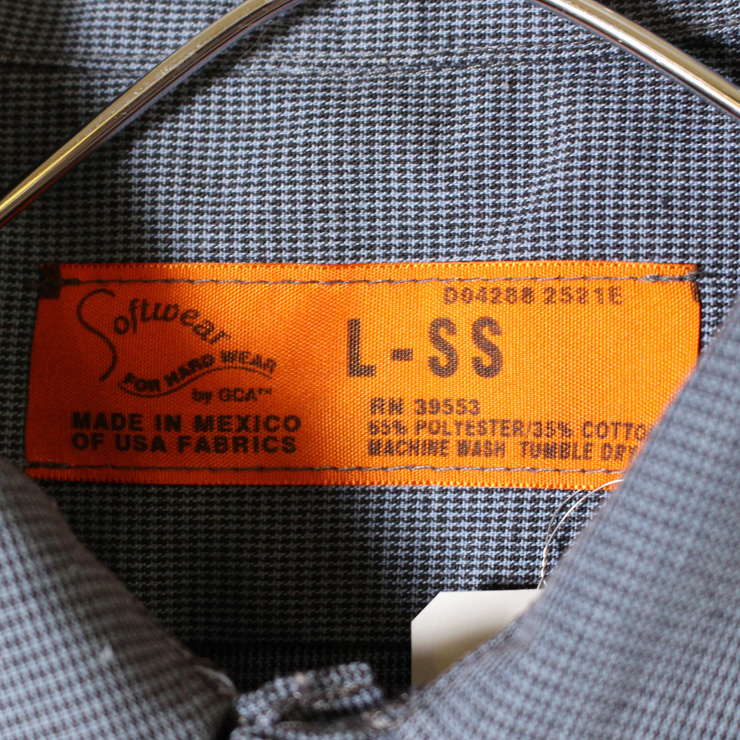 Softwear
FOR HARD WEAR
by GCA™
MADE IN MEXICO
OF USA FABRICS
D04288 2521E
L-SS
RN 39553
65% POLYESTER/35% COTTO
MACHINE WASH TUMBLE DRY